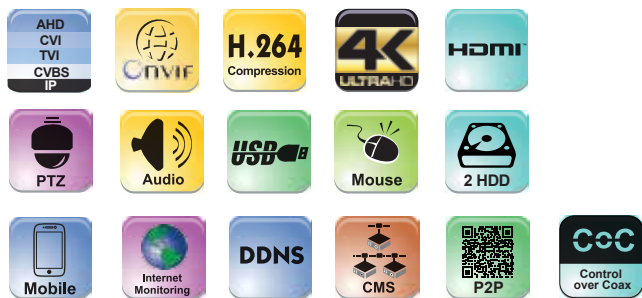 AHD
CVI
TVI
CVBS
IP
Onvif
H.264
Compression
4K
ULTRA HD
HDMI
PTZ
Audio
USB
Mouse
2 HDD
Mobile
Internet
Monitoring
DDNS
CMS
P2P
CoC
Control
over Coax